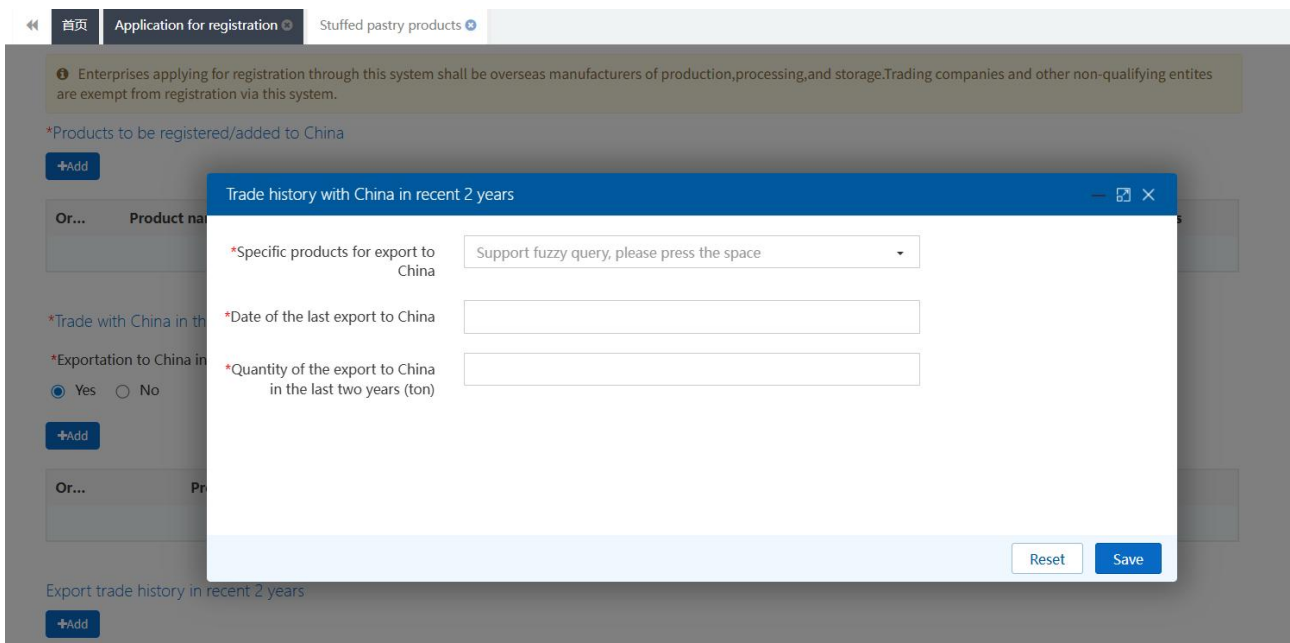 首页 Application for registration Stuffed pastry products
Enterprises applying for registration through this system shall be overseas manufacturers of production,processing,and storage.Trading companies and other non-qualifying entites
are exempt from registration via this system.
*Products to be registered/added to China
+Add
Trade history with China in recent 2 years
Or... Product na
*Specific products for export to
China
Support fuzzy query, please press the space
*Trade with China in th
*Date of the last export to China
*Exportation to China in
*Quantity of the export to China
in the last two years (ton)
Yes No
+Add
Or... Pr
Reset Save
Export trade history in recent 2 years
+Add